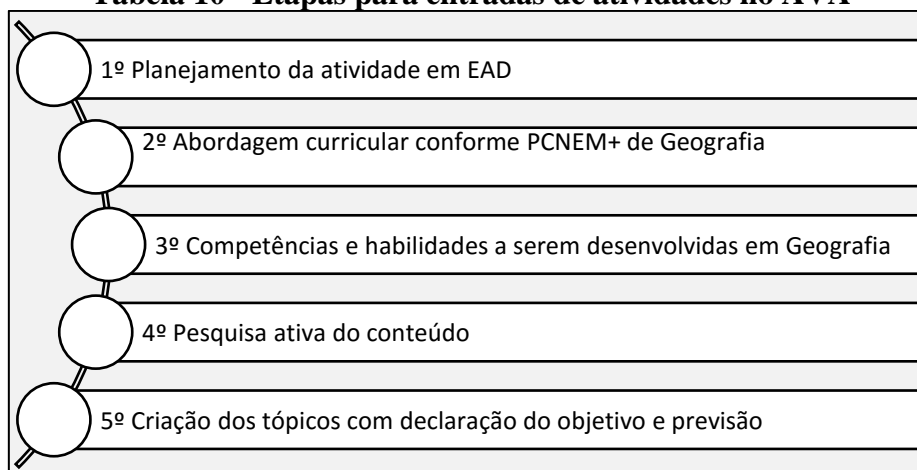 Tabela 10 - Etapas para entradas de atividades no AVA
1º Planejamento da atividade em EAD
2º Abordagem curricular conforme PCNEM+ de Geografia
3º Competências e habilidades a serem desenvolvidas em Geografia
4º Pesquisa ativa do conteúdo
5º Criação dos tópicos com declaração do objetivo e previsão